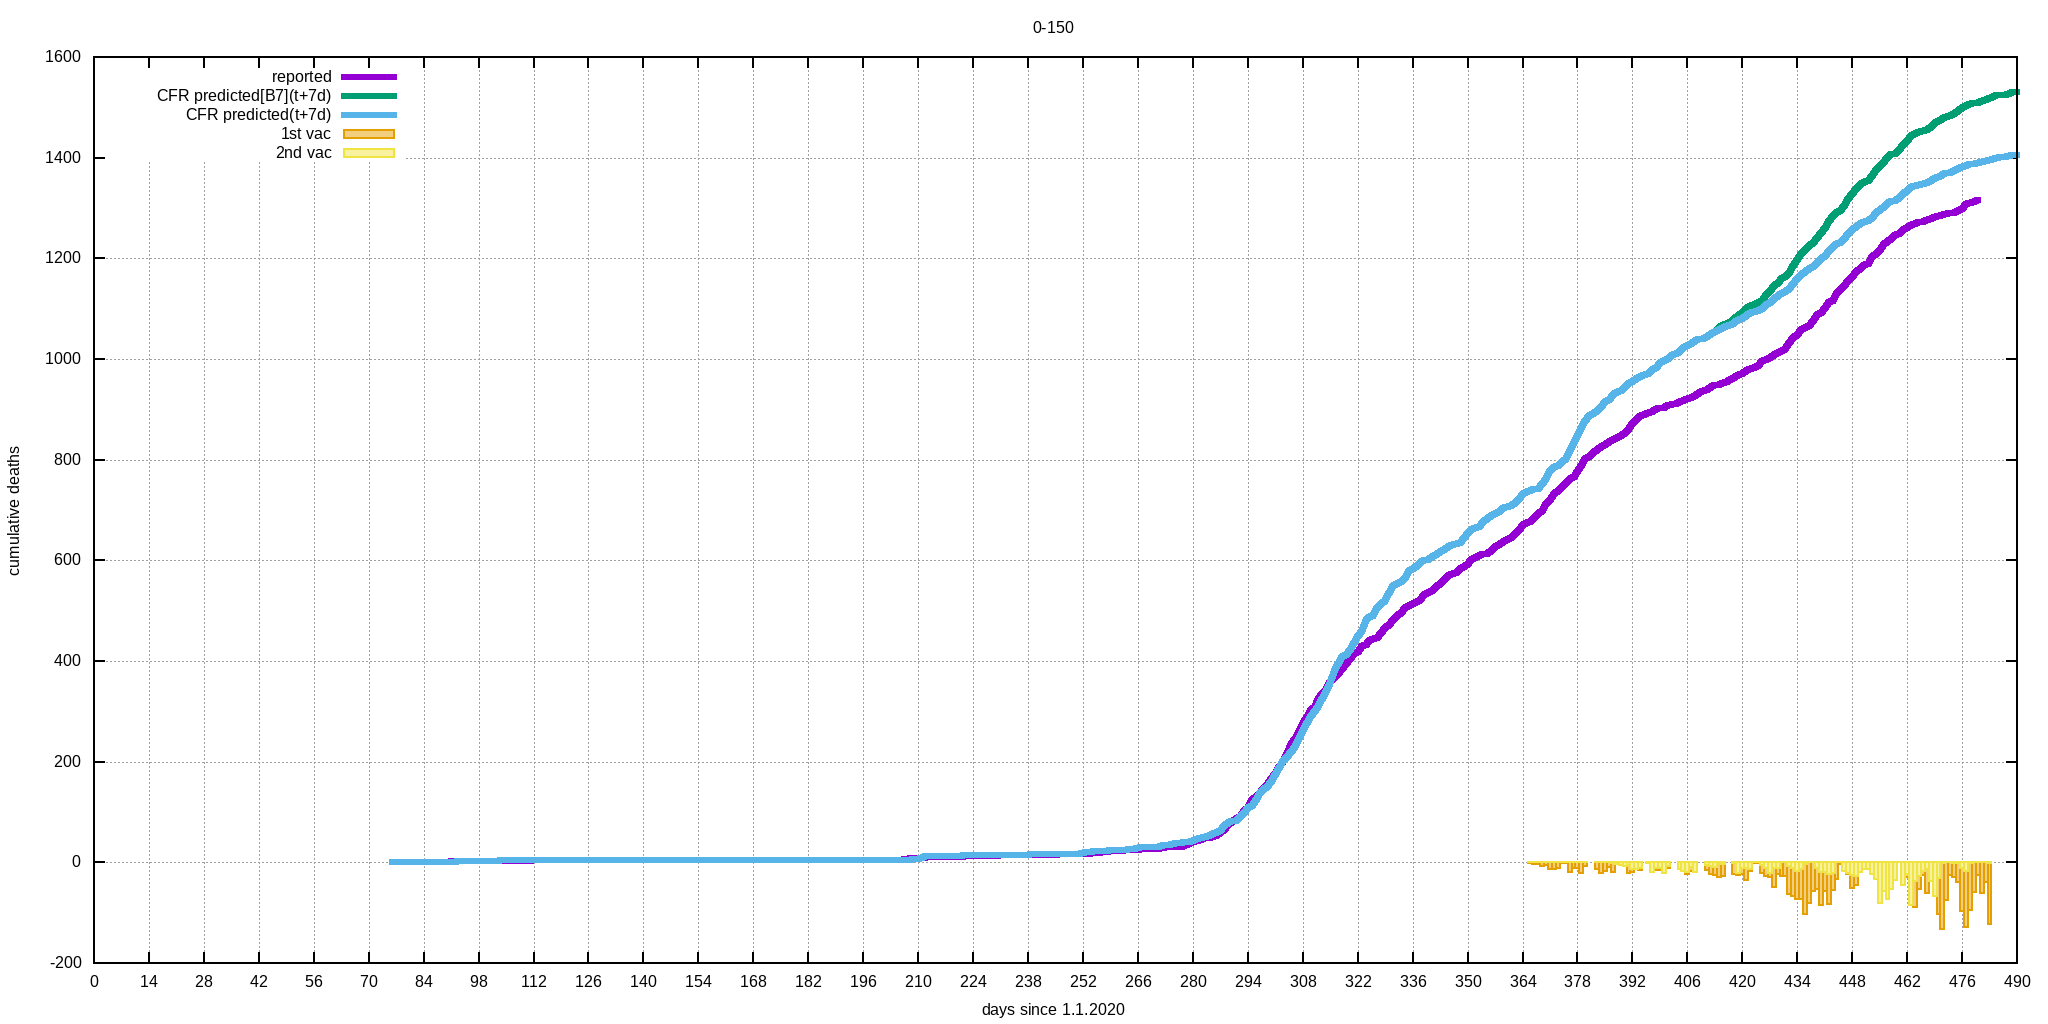 0-150
1600
1400
1200
1000
800
600
400
200
0
-200
cumulative deaths
reported
CFR predicted[B7](t+7d)
CFR predicted(t+7d)
1st vac
2nd vac
0 14 28 42 56 70 84 98 112 126 140 154 168 182 196 210 224 238 252 266 280 294 308 322 336 350 364 378 392 406 420 434 448 462 476 490
days since 1.1.2020